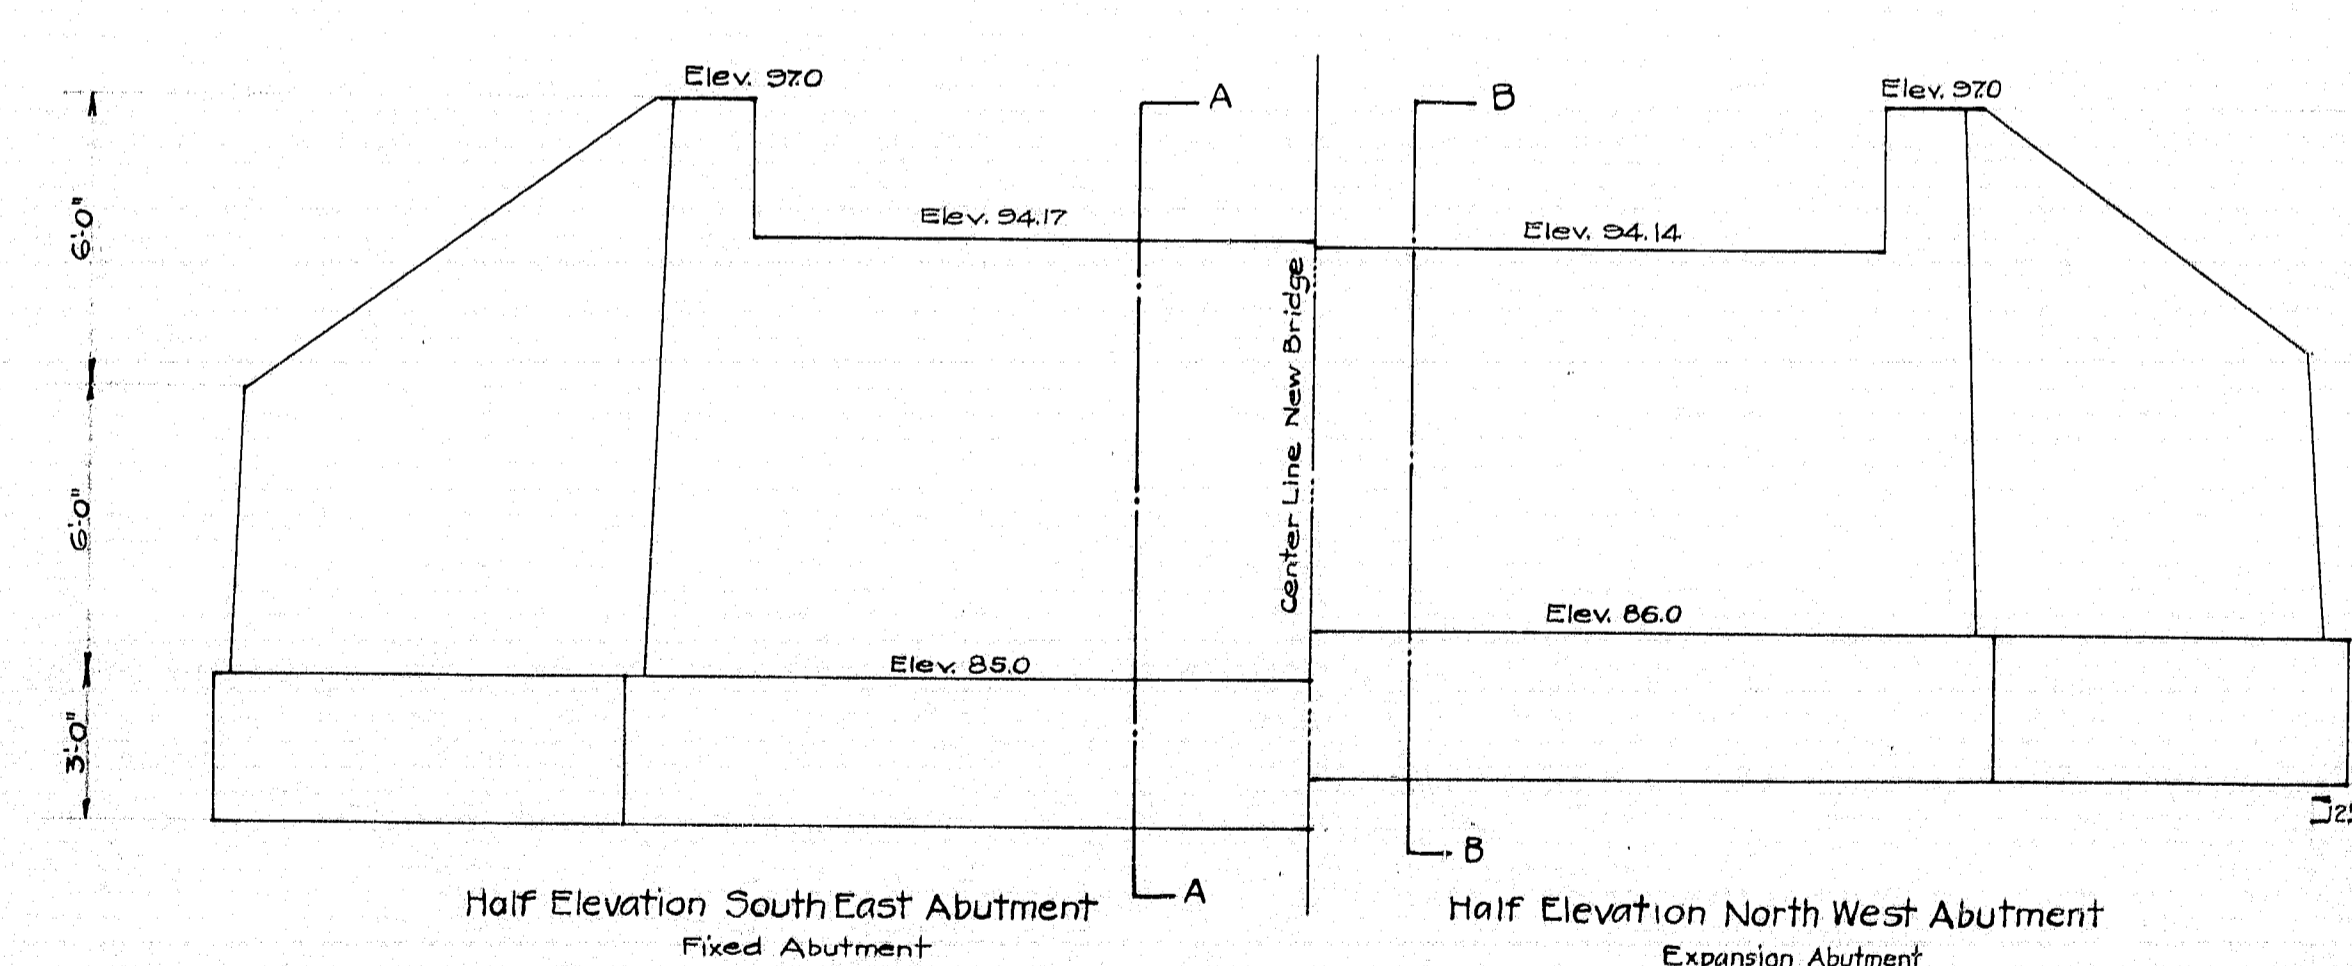 Elev. 97.0
Elev. 97.0
A
B
6'-0"
Elev. 94.17
Elev. 94.14
Center Line New Bridge
6'-0"
Elev. 86.0
Elev. 85.0
3'-0"
B
A
Half Elevation South East Abutment
Fixed Abutment
Half Elevation North West Abutment
Expansion Abutment